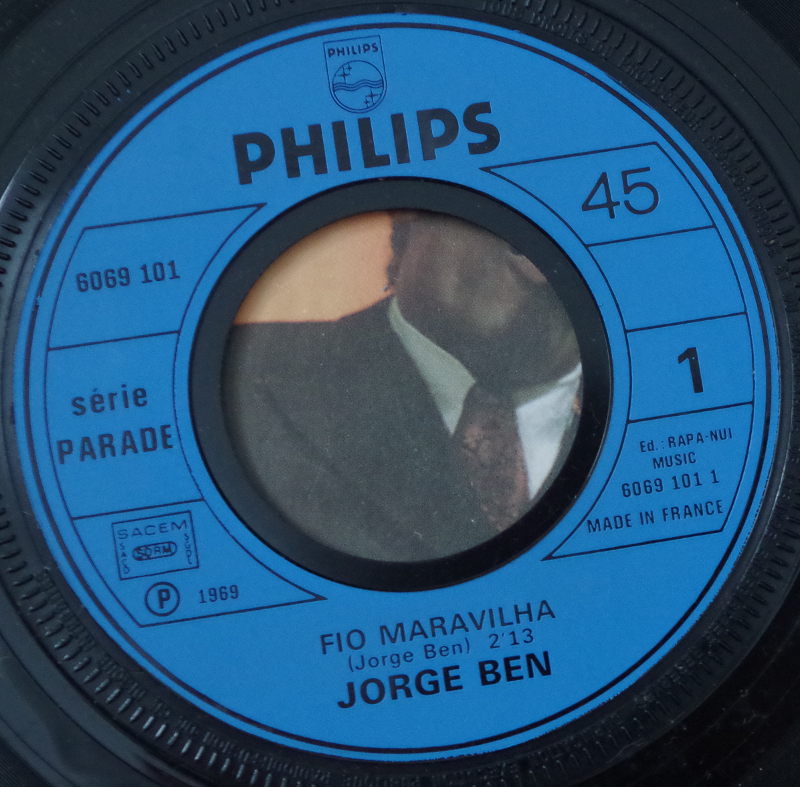 PHILIPS
PHILIPS
45
6069 101
1
série
PARADE
Ed.: RAPA-NUI
MUSIC
6069 101 1
MADE IN FRANCE
SACEM
SDRM
P 1969
FIO MARAVILHA
(Jorge Ben) 2'13
JORGE BEN